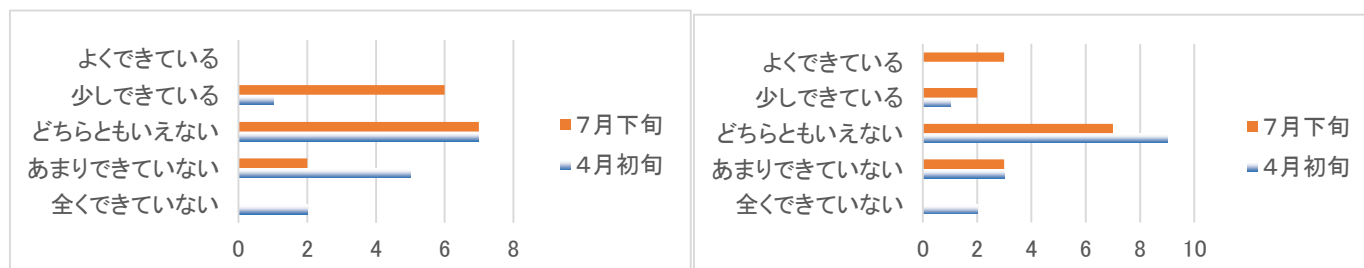 よくできている
少しできている
どちらともいえない
あまりできていない
全くできていない
0 2 4 6 8
7月下旬
4月初旬
よくできている
少しできている
どちらともいえない
あまりできていない
全くできていない
0 2 4 6 8 10
7月下旬
4月初旬